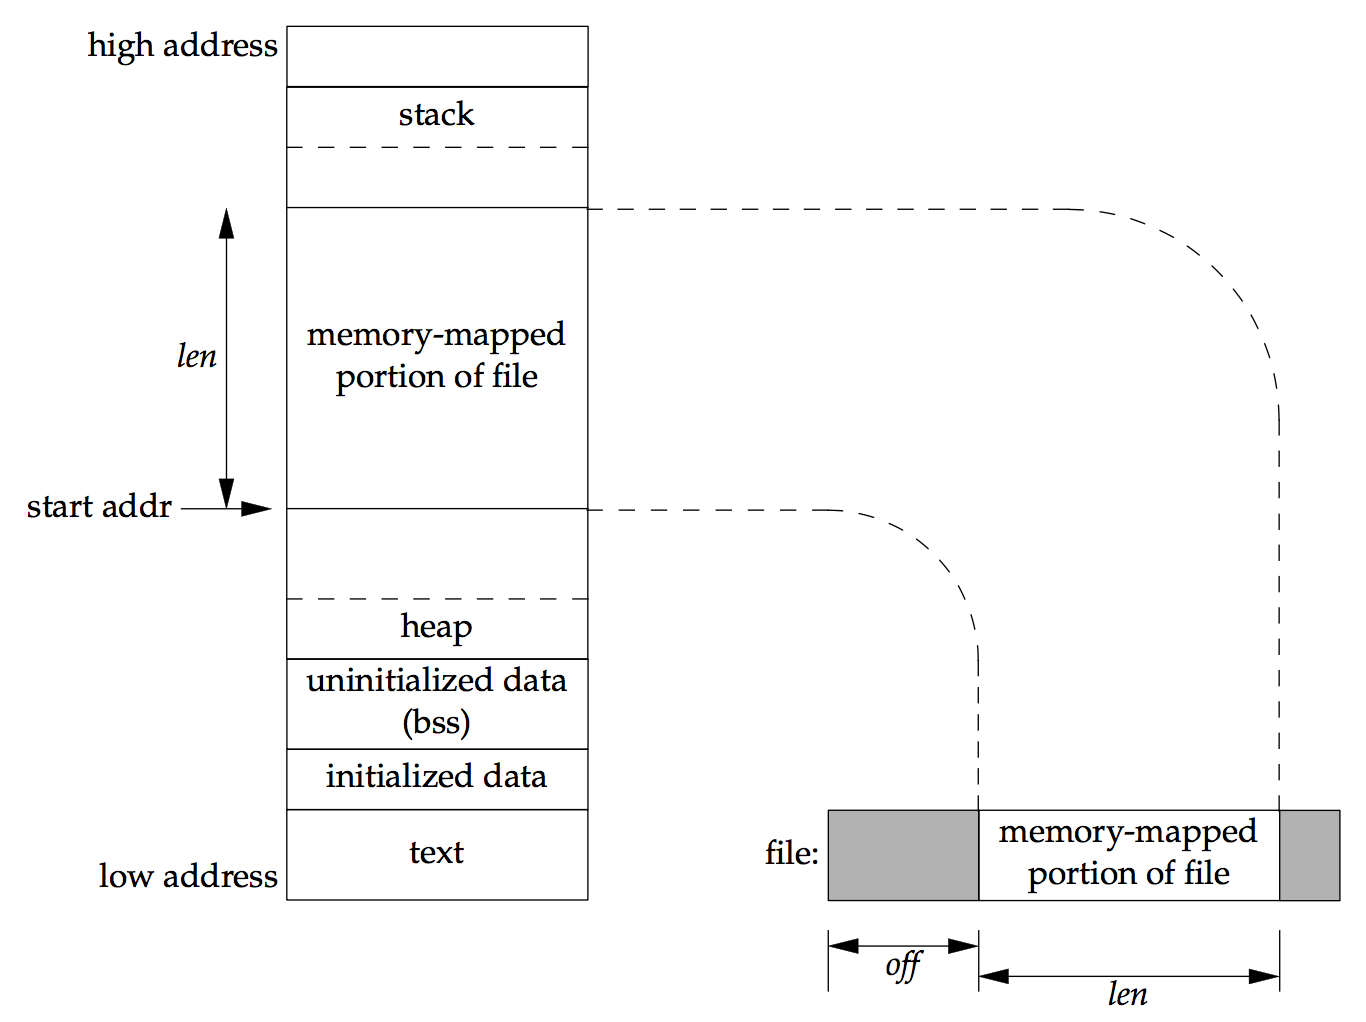 high address
stack
memory-mapped
portion of file
len
start addr
heap
uninitialized data
(bss)
initialized data
text
low address
file:
memory-mapped
portion of file
off
len